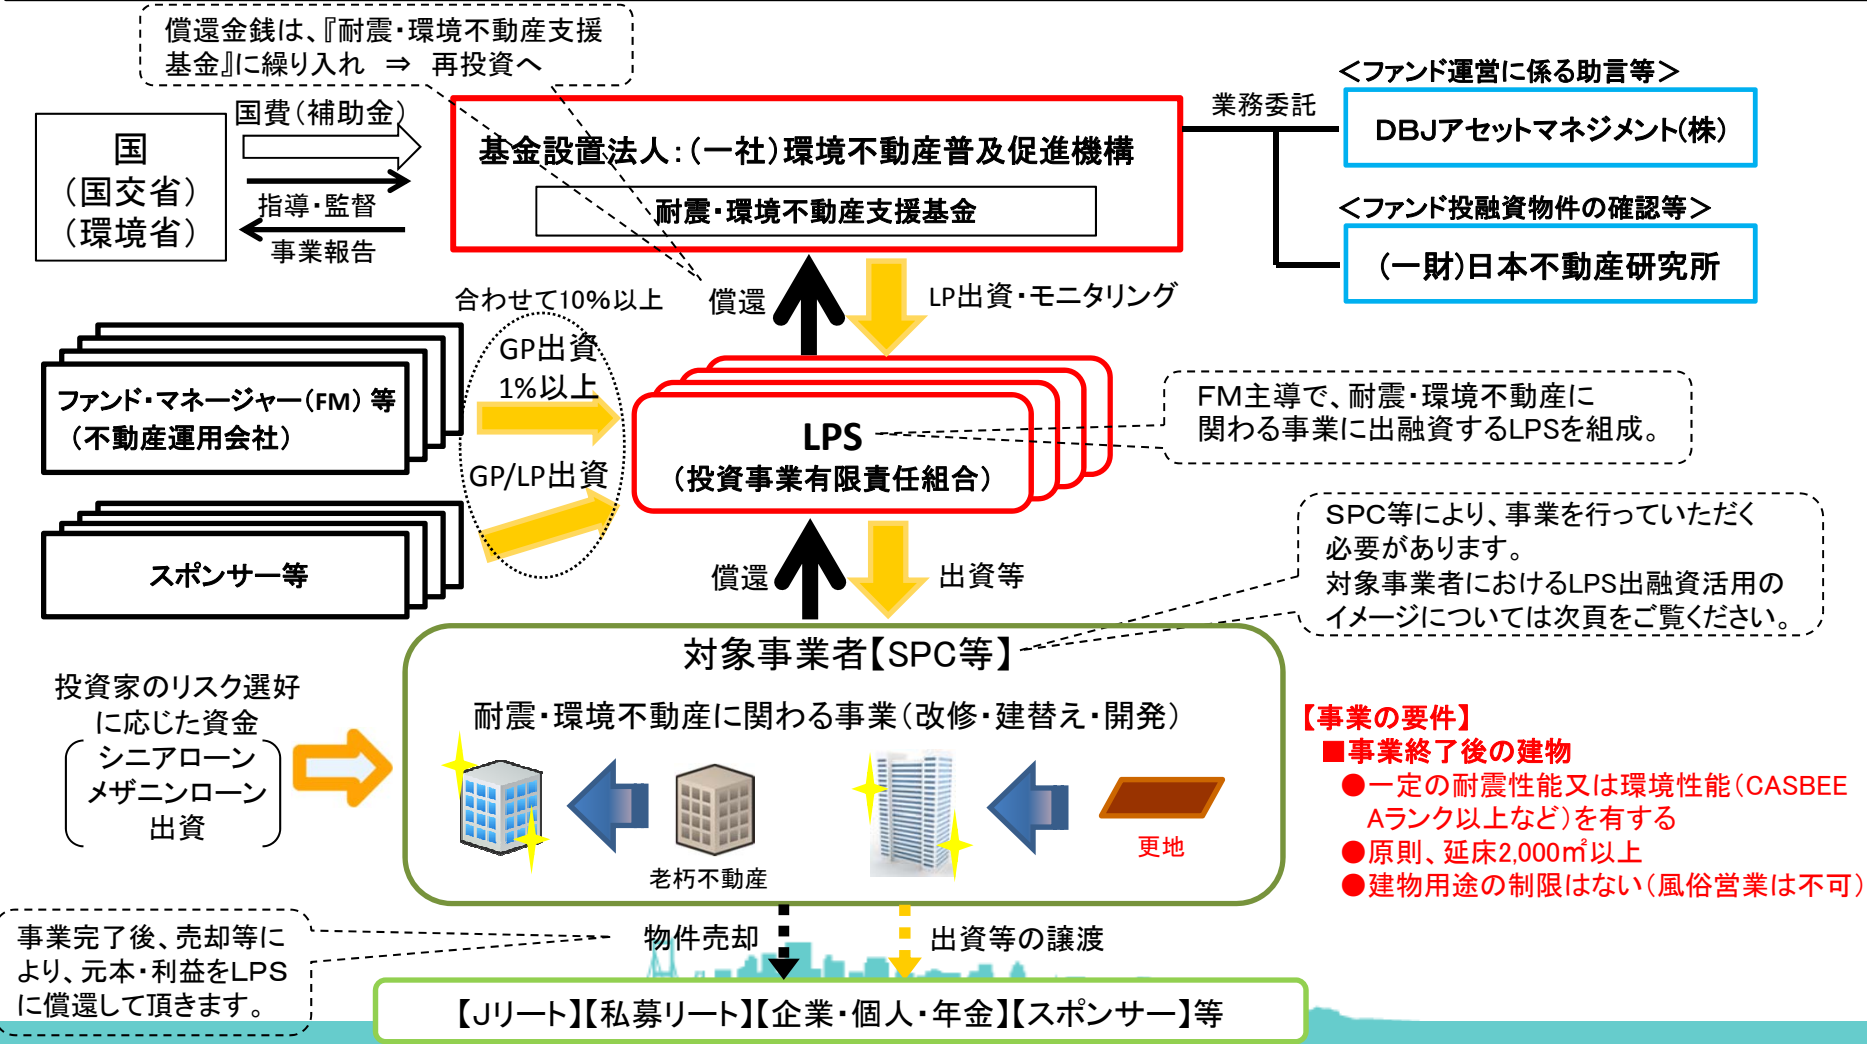 償還金銭は、『耐震・環境不動産支援
基金』に繰り入れ ⇒ 再投資へ
国
（国交省）
（環境省）
国費（補助金）
指導・監督
事業報告
基金設置法人：（一社）環境不動産普及促進機構
耐震・環境不動産支援基金
業務委託
＜ファンド運営に係る助言等＞
ＤＢＪアセットマネジメント（株）
＜ファンド投融資物件の確認等＞
（一財）日本不動産研究所
合わせて10％以上
償還
LP出資・モニタリング
ファンド・マネージャー（FM）等
（不動産運用会社）
GP出資
1％以上
GP/LP出資
スポンサー等
LPS
（投資事業有限責任組合）
ＦＭ主導で、耐震・環境不動産に
関わる事業に出融資するLPSを組成。
償還
出資等
ＳＰＣ等により、事業を行っていただく
必要があります。
対象事業者におけるLPS出融資活用の
イメージについては次頁をご覧ください。
対象事業者【SPC等】
耐震・環境不動産に関わる事業（改修・建替え・開発）
老朽不動産
更地
投資家のリスク選好
に応じた資金
シニアローン
メザニンローン
出資
【事業の要件】
■事業終了後の建物
●一定の耐震性能又は環境性能（CASBEE
Aランク以上など）を有する
●原則、延床2,000㎡以上
●建物用途の制限はない（風俗営業は不可）
事業完了後、売却等に
より、元本・利益をＬＰＳ
に償還して頂きます。
物件売却
出資等の譲渡
【Ｊリート】【私募リート】【企業・個人・年金】【スポンサー】等